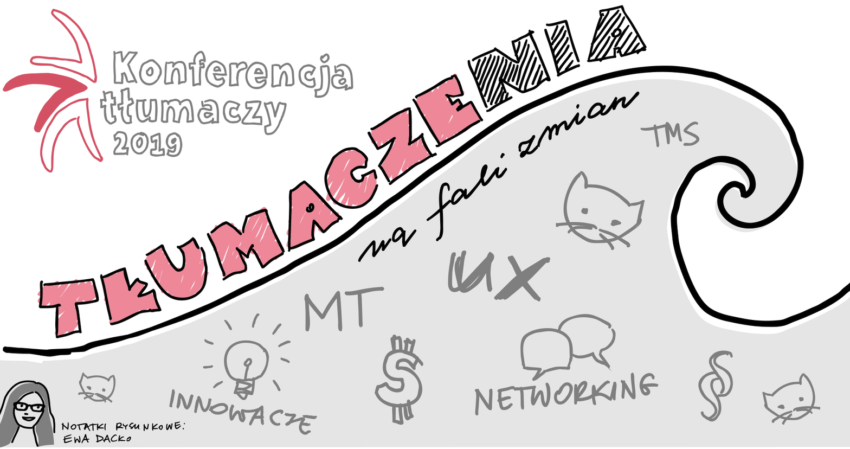 Konferencja
tłumaczy
2019
TŁUMACZENIA
na fali zmian
TMS
UX
MT
INNOWACJE
$
NETWORKING
§
NOTATKI RYSUNKOWE:
EWA DACKO